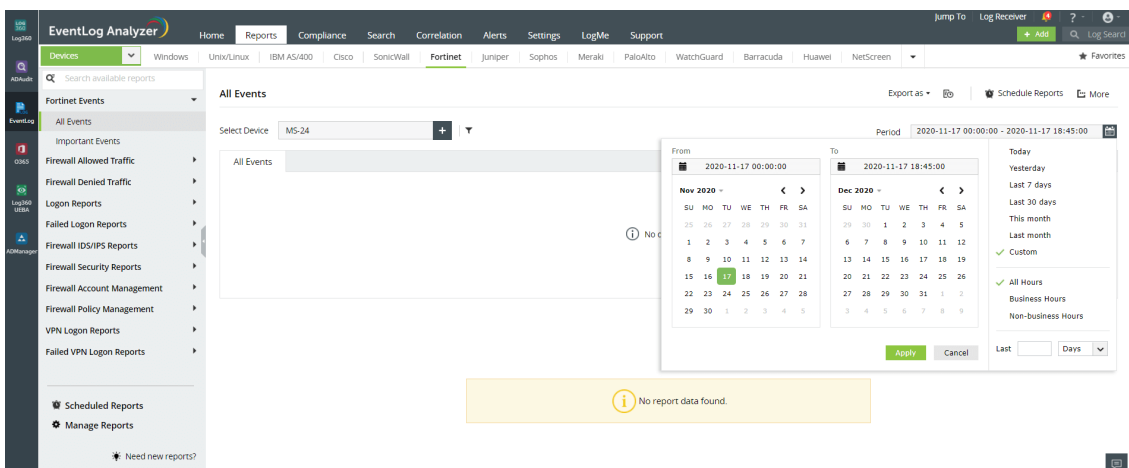 Jump To Log Receiver ?
Log360
EventLog Analyzer
Home Reports Compliance Search Correlation Alerts Settings LogMe Support
+ Add Log Searcl
Devices Windows Unix/Linux IBM AS/400 Cisco SonicWall Fortinet Juniper Sophos Meraki PaloAlto WatchGuard Barracuda Huawei NetScreen
Favorites
ADAudit
EventLog
O365
Log360
UEBA
ADManager
Search available reports
Fortinet Events
All Events
Important Events
Firewall Allowed Traffic
Firewall Denied Traffic
Logon Reports
Failed Logon Reports
Firewall IDS/IPS Reports
Firewall Security Reports
Firewall Account Management
Firewall Policy Management
VPN Logon Reports
Failed VPN Logon Reports
Scheduled Reports
Manage Reports
Need new reports?
All Events
Export as Schedule Reports More
Select Device MS-24 +
Period 2020-11-17 00:00:00 - 2020-11-17 18:45:00
All Events
No
From
2020-11-17 00:00:00
Nov 2020
SU MO TU WE TH FR SA
25 26 27 28 29 30 31
1 2 3 4 5 6 7
8 9 10 11 12 13 14
15 16 17 18 19 20 21
22 23 24 25 26 27 28
29 30 1 2 3 4 5
To
2020-11-17 18:45:00
Dec 2020
SU MO TU WE TH FR SA
29 30 1 2 3 4 5
6 7 8 9 10 11 12
13 14 15 16 17 18 19
20 21 22 23 24 25 26
27 28 29 30 31 1 2
3 4 5 6 7 8 9
Apply Cancel
Today
Yesterday
Last 7 days
Last 30 days
This month
Last month
Custom
All Hours
Business Hours
Non-business Hours
Last Days
No report data found.